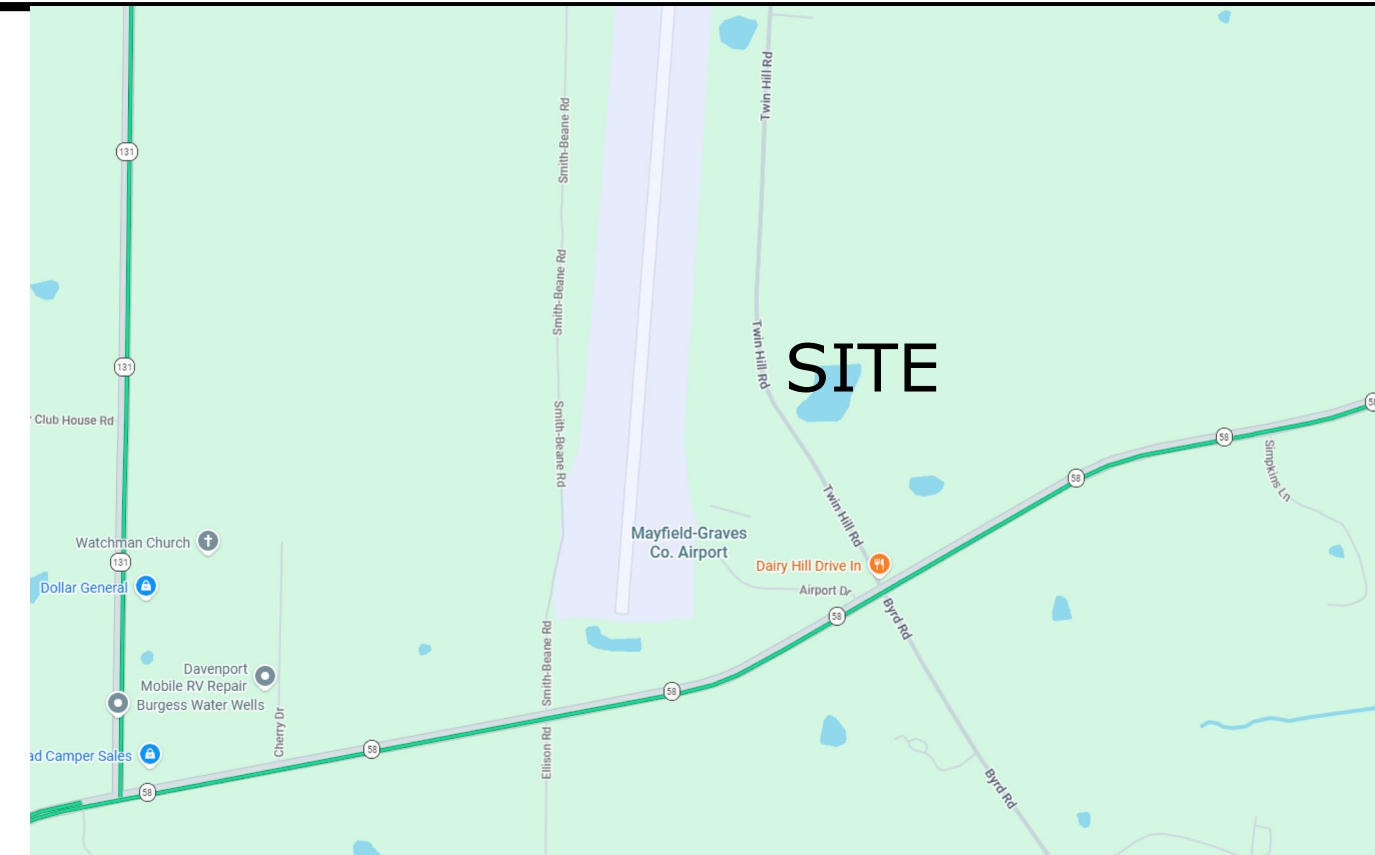 Twin Hill Rd
Smith-Beane Rd
131
Smith-Beane Rd
Twin Hill Rd
SITE
131
58
Club House Rd
Smith-Beane Rd
58
Simpkins Ln
58
Twin Hill Rd
Mayfield-Graves
Co. Airport
Watchman Church
131
Dairy Hill Drive In
Dollar General
Airport Dr
58
Byrd Rd
Smith-Beane Rd
Davenport
Mobile RV Repair
58
Burgess Water Wells
Cherry Dr
Ellison Rd
58
ad Camper Sales
Byrd Rd
58